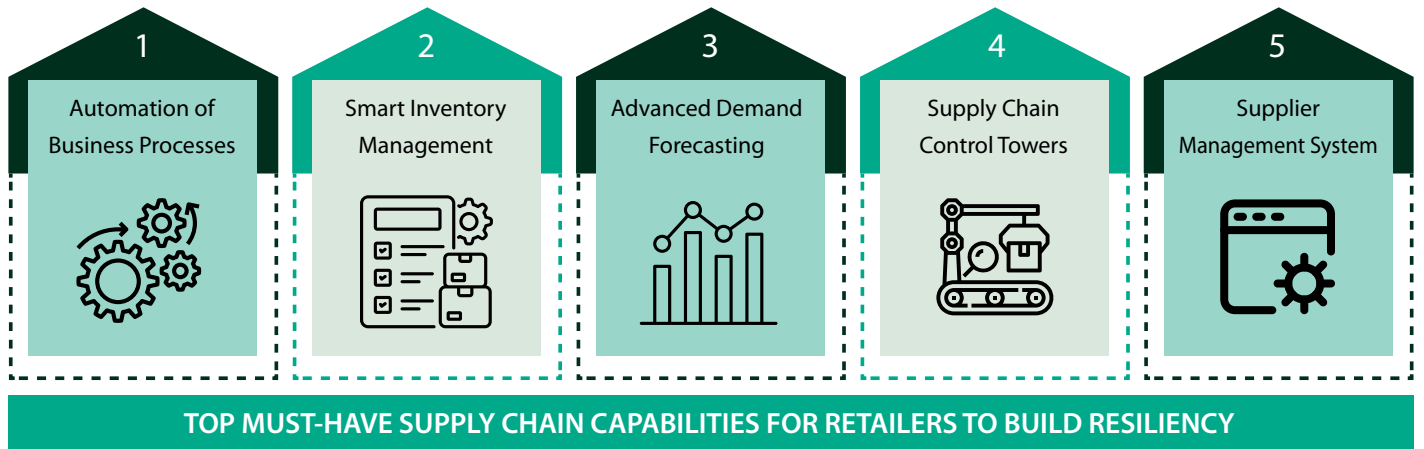 1
Automation of
Business Processes
2
Smart Inventory
Management
3
Advanced Demand
Forecasting
4
Supply Chain
Control Towers
5
Supplier
Management System
TOP MUST-HAVE SUPPLY CHAIN CAPABILITIES FOR RETAILERS TO BUILD RESILIENCY